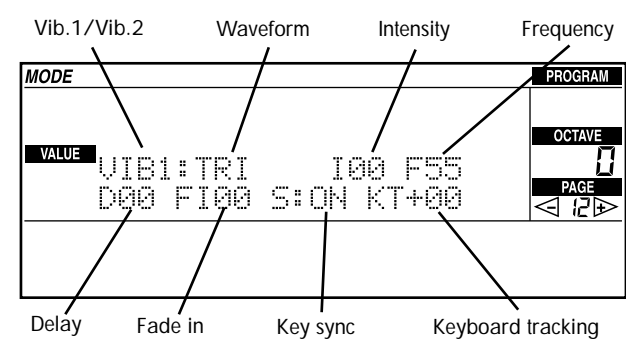 Vib.1/Vib.2 Waveform Intensity Frequency
MODE PROGRAM
OCTAVE
VALUE VIB1:TRI I00 F55 0
D00 FI00 S:ON KT+00 PAGE
- 12 +
Delay Fade in Key sync Keyboard tracking